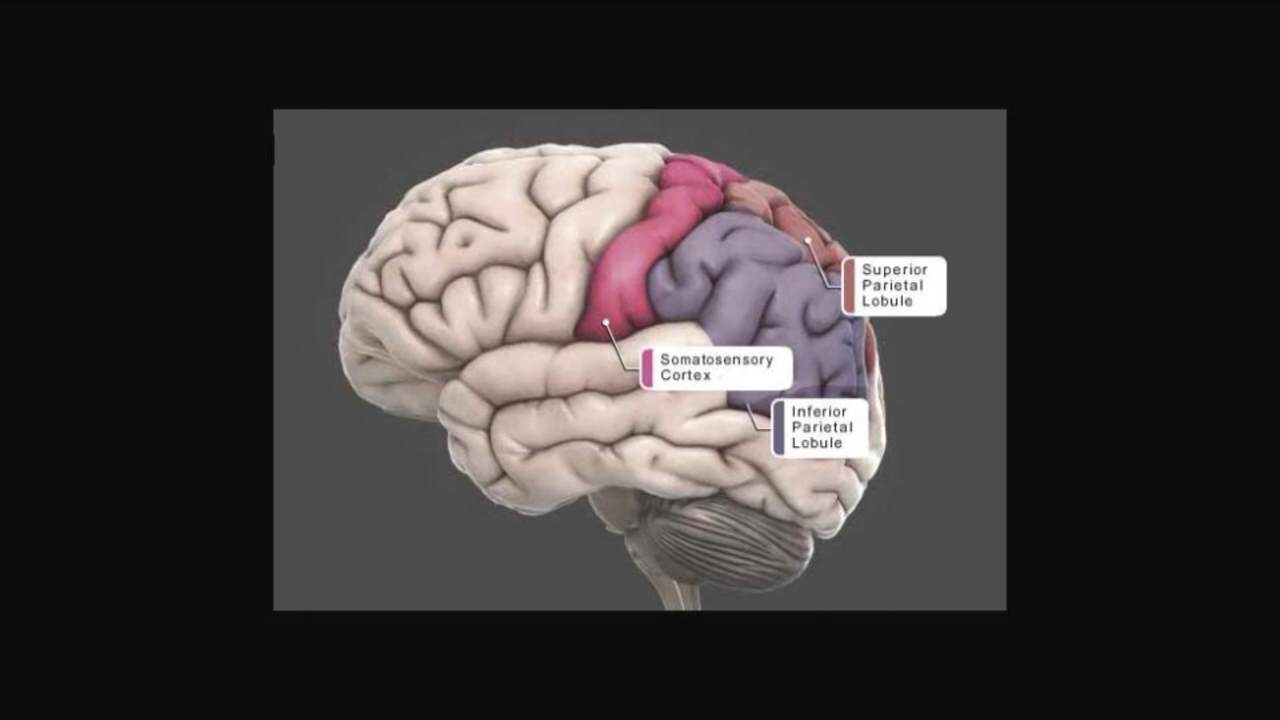 Superior
Parietal
Lobule
Somatosensory
Cortex
Inferior
Parietal
Lobule